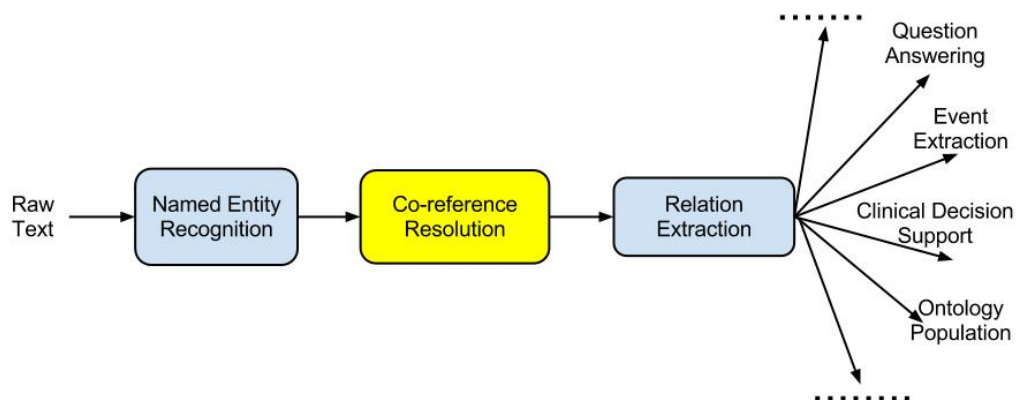 Raw
Text
Named Entity
Recognition
Co-reference
Resolution
Relation
Extraction
Question
Answering
Event
Extraction
Clinical Decision
Support
Ontology
Population